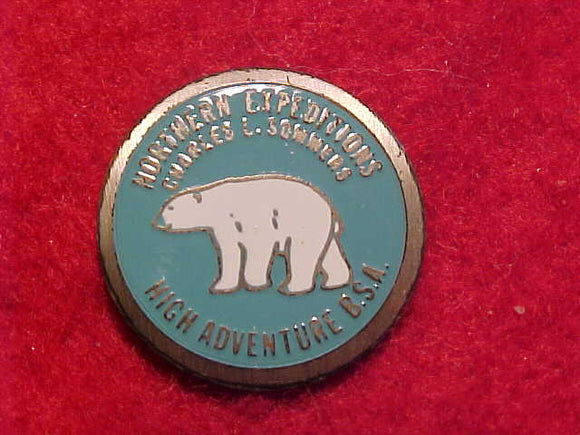 NORTHERN EXPEDITIONS
CHARLES L. SOMMERS
HIGH ADVENTURE B.S.A.